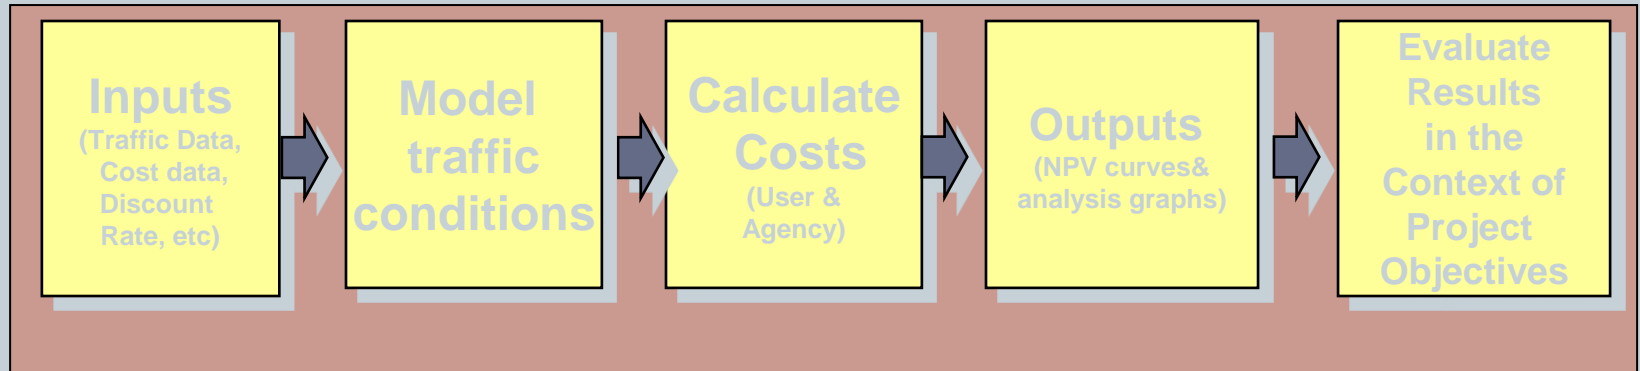 Inputs
(Traffic Data,
Cost data,
Discount
Rate, etc)
Model
traffic
conditions
Calculate
Costs
(User &
Agency)
Outputs
(NPV curves&
analysis graphs)
Evaluate
Results
in the
Context of
Project
Objectives